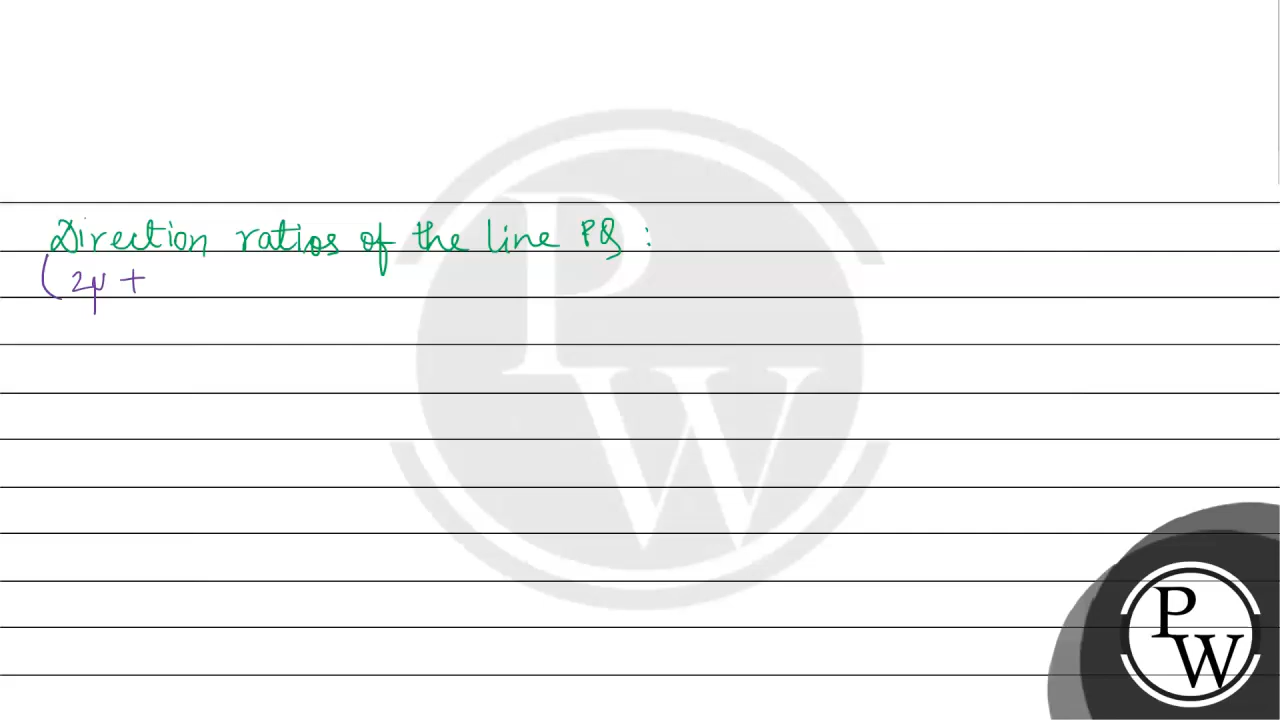 Direction ratios of the line PQ :
(2μ +
P
W
P
W